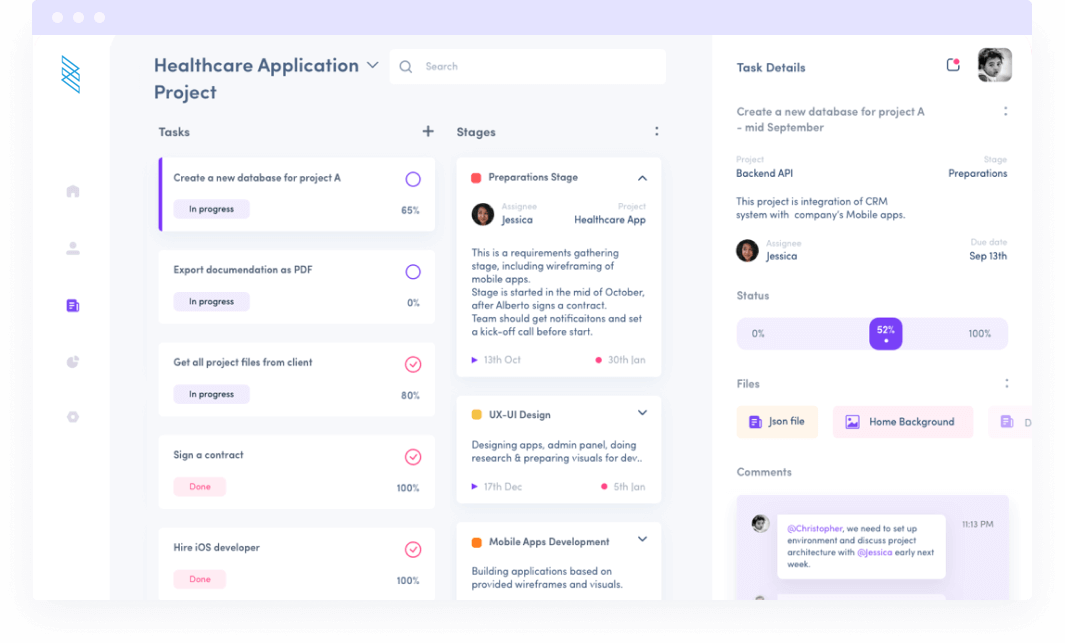 Healthcare Application
Project
Search
Tasks
Create a new database for project A
In progress
65%
Export documendation as PDF
In progress
0%
Get all project files from client
In progress
80%
Sign a contract
Done
100%
Hire iOS developer
Done
100%
Stages
Preparations Stage
Assignee
Jessica
Project
Healthcare App
This is a requirements gathering
stage, including wireframing of
mobile apps.
Stage is started in the mid of October,
after Alberto signs a contract.
Team should get notificaitons and set
a kick-off call before start.
13th Oct
30th Jan
UX-UI Design
Designing apps, admin panel, doing
research & preparing visuals for dev..
17th Dec
5th Jan
Mobile Apps Development
Building applications based on
provided wireframes and visuals.
Task Details
Create a new database for project A
- mid September
Project
Backend API
Stage
Preparations
This project is integration of CRM
system with company's Mobile apps.
Assignee
Jessica
Due date
Sep 13th
Status
0%
52%
100%
Files
Json file
Home Background
D
Comments
@Christopher, we need to set up
environment and discuss project
architecture with @Jessica early next
week.
11:13 PM